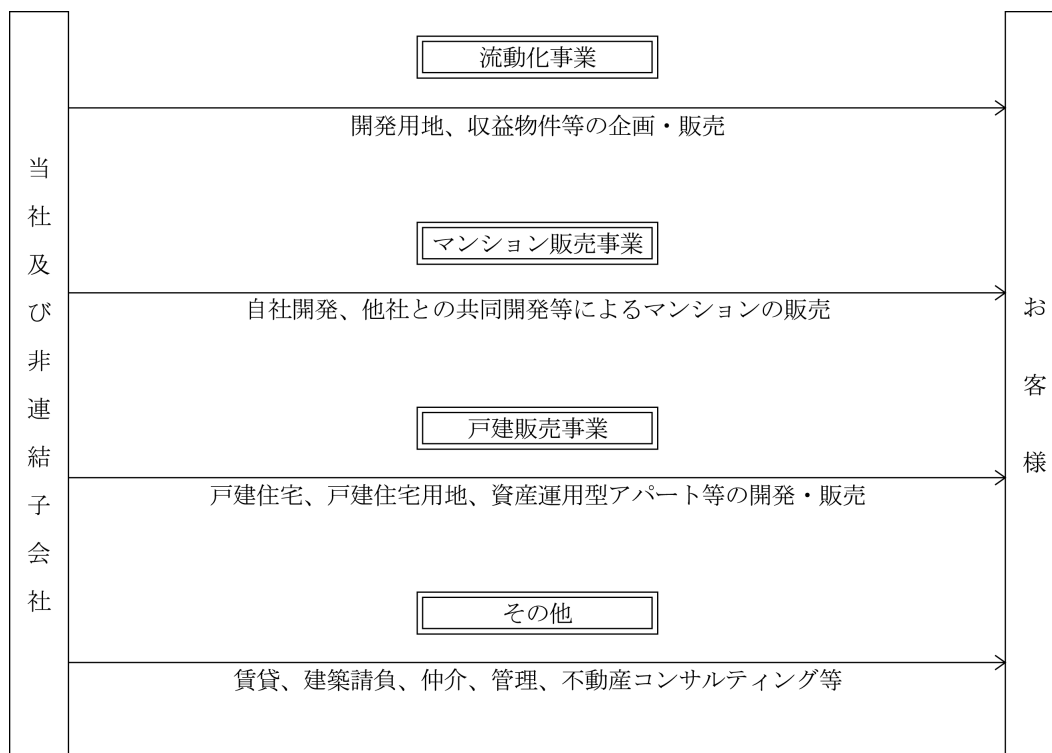 当社及び非連結子会社
流動化事業
開発用地、収益物件等の企画・販売
マンション販売事業
自社開発、他社との共同開発等によるマンションの販売
戸建販売事業
戸建住宅、戸建住宅用地、資産運用型アパート等の開発・販売
その他
賃貸、建築請負、仲介、管理、不動産コンサルティング等
お客様